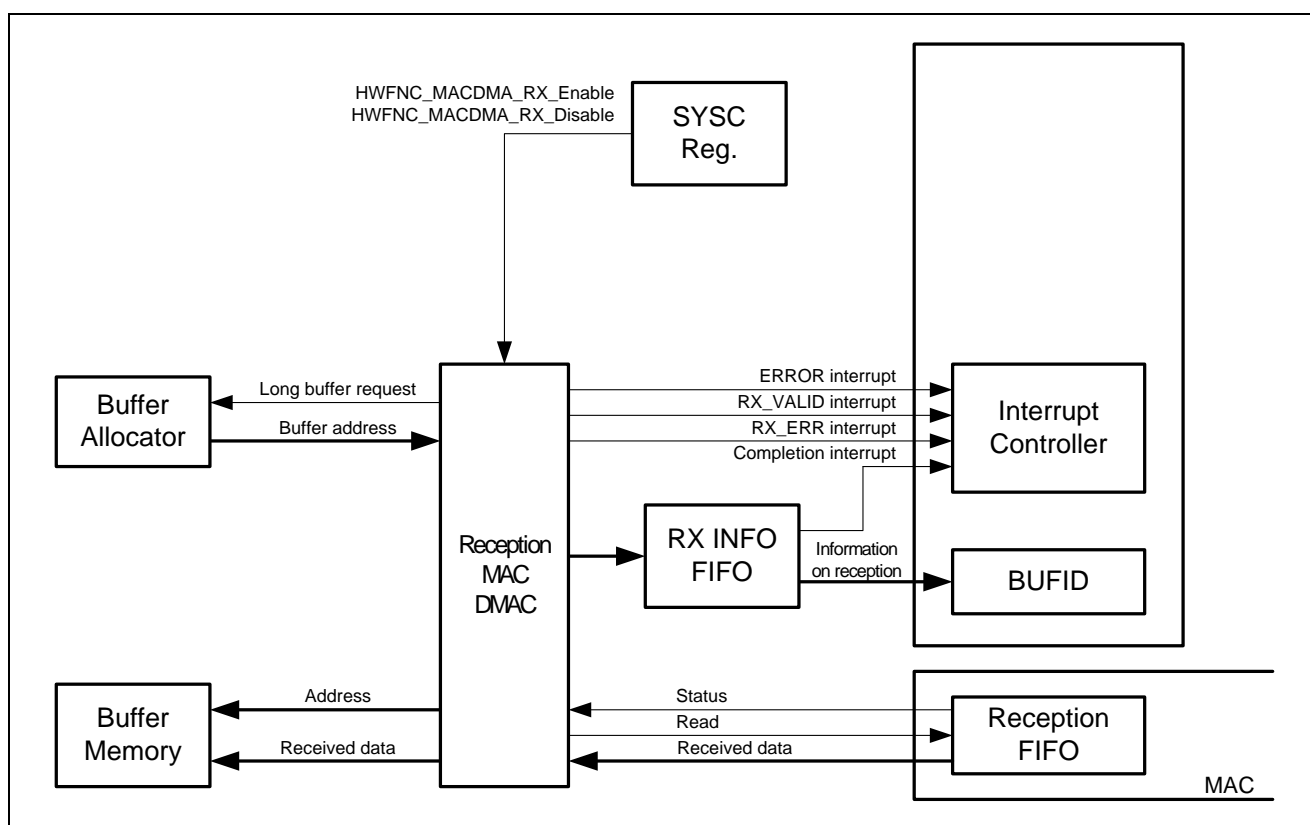 HWFNC_MACDMA_RX_Enable
HWFNC_MACDMA_RX_Disable
SYSC
Reg.
Buffer
Allocator
Long buffer request
Buffer address
ERROR interrupt
RX_VALID interrupt
RX_ERR interrupt
Completion interrupt
Interrupt
Controller
Reception
MAC
DMAC
RX INFO
FIFO
Information
on reception
BUFID
Buffer
Memory
Address
Received data
Status
Read
Received data
Reception
FIFO
MAC